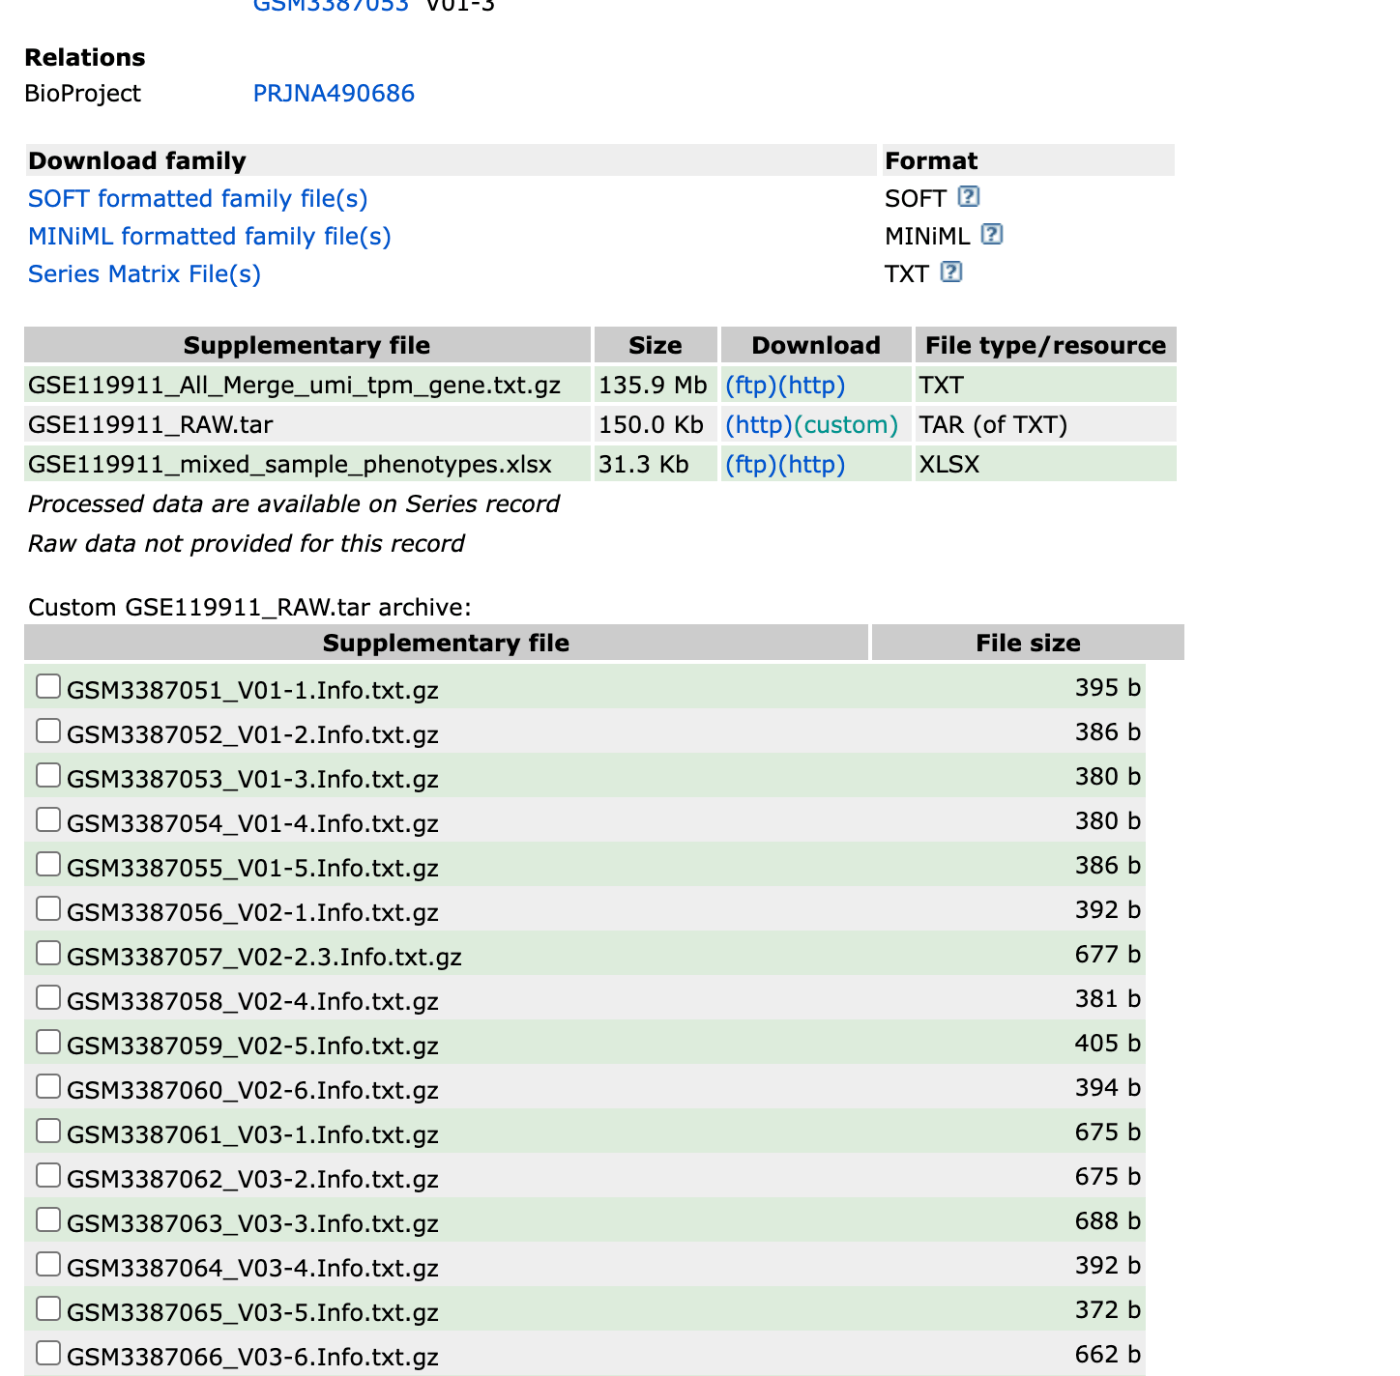 GSM3387053 V01-3
Relations
BioProject PRJNA490686
Download family Format
SOFT formatted family file(s) SOFT ?
MINiML formatted family file(s) MINiML ?
Series Matrix File(s) TXT ?
Supplementary file Size Download File type/resource
GSE119911_All_Merge_umi_tpm_gene.txt.gz 135.9 Mb (ftp)(http) TXT
GSE119911_RAW.tar 150.0 Kb (http)(custom) TAR (of TXT)
GSE119911_mixed_sample_phenotypes.xlsx 31.3 Kb (ftp)(http) XLSX
Processed data are available on Series record
Raw data not provided for this record
Custom GSE119911_RAW.tar archive:
Supplementary file File size
GSM3387051_V01-1.Info.txt.gz 395 b
GSM3387052_V01-2.Info.txt.gz 386 b
GSM3387053_V01-3.Info.txt.gz 380 b
GSM3387054_V01-4.Info.txt.gz 380 b
GSM3387055_V01-5.Info.txt.gz 386 b
GSM3387056_V02-1.Info.txt.gz 392 b
GSM3387057_V02-2.3.Info.txt.gz 677 b
GSM3387058_V02-4.Info.txt.gz 381 b
GSM3387059_V02-5.Info.txt.gz 405 b
GSM3387060_V02-6.Info.txt.gz 394 b
GSM3387061_V03-1.Info.txt.gz 675 b
GSM3387062_V03-2.Info.txt.gz 675 b
GSM3387063_V03-3.Info.txt.gz 688 b
GSM3387064_V03-4.Info.txt.gz 392 b
GSM3387065_V03-5.Info.txt.gz 372 b
GSM3387066_V03-6.Info.txt.gz 662 b